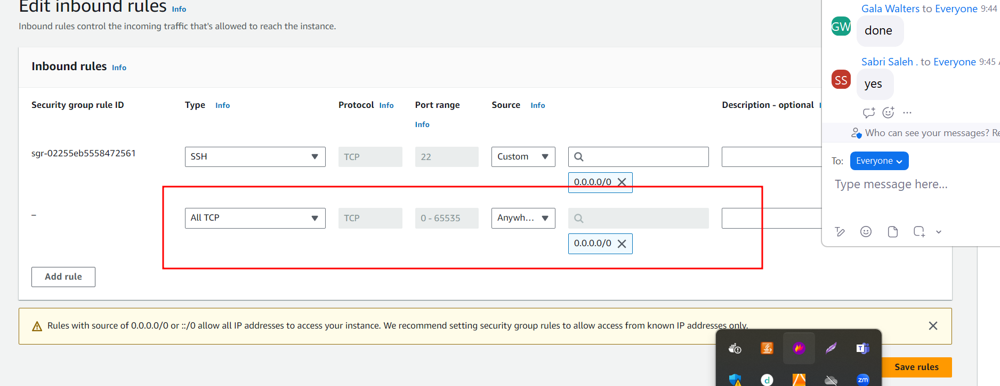 Edit inbound rules Info
Inbound rules control the incoming traffic that's allowed to reach the instance.
Inbound rules Info
Security group rule ID
Type Info
Protocol Info
Port range
Info
Source Info
Description - optional
sgr-02255eb5558472561
SSH
TCP
22
Custom
0.0.0.0/0
–
All TCP
TCP
0 - 65535
Anywh...
0.0.0.0/0
Add rule
Rules with source of 0.0.0.0/0 or ::/0 allow all IP addresses to access your instance. We recommend setting security group rules to allow access from known IP addresses only.
Save rules
Gala Walters to Everyone 9:44
GW
done
Sabri Saleh . to Everyone 9:45
SS
yes
Who can see your messages?
To: Everyone
Type message here...
T
d
zm